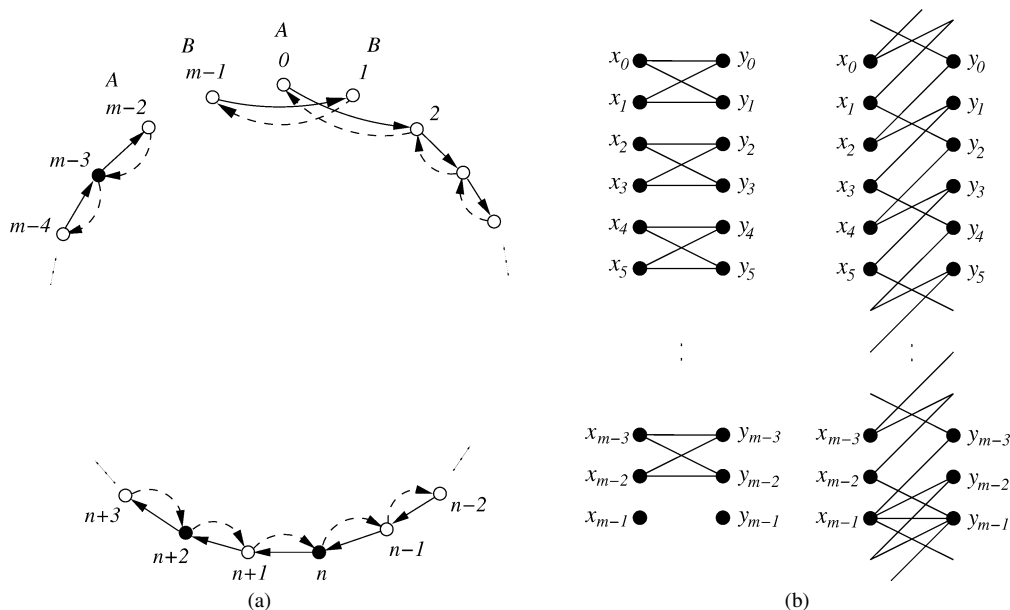 A
B B
0
m−1 1
A
m−2 2
m−3
m−4
n+3 n−2
n+2 n−1
n+1 n
(a)
x0 y0
x1 y1
x2 y2
x3 y3
x4 y4
x5 y5
xm−3 ym−3
xm−2 ym−2
xm−1 ym−1
x0 y0
x1 y1
x2 y2
x3 y3
x4 y4
x5 y5
xm−3 ym−3
xm−2 ym−2
xm−1 ym−1
(b)